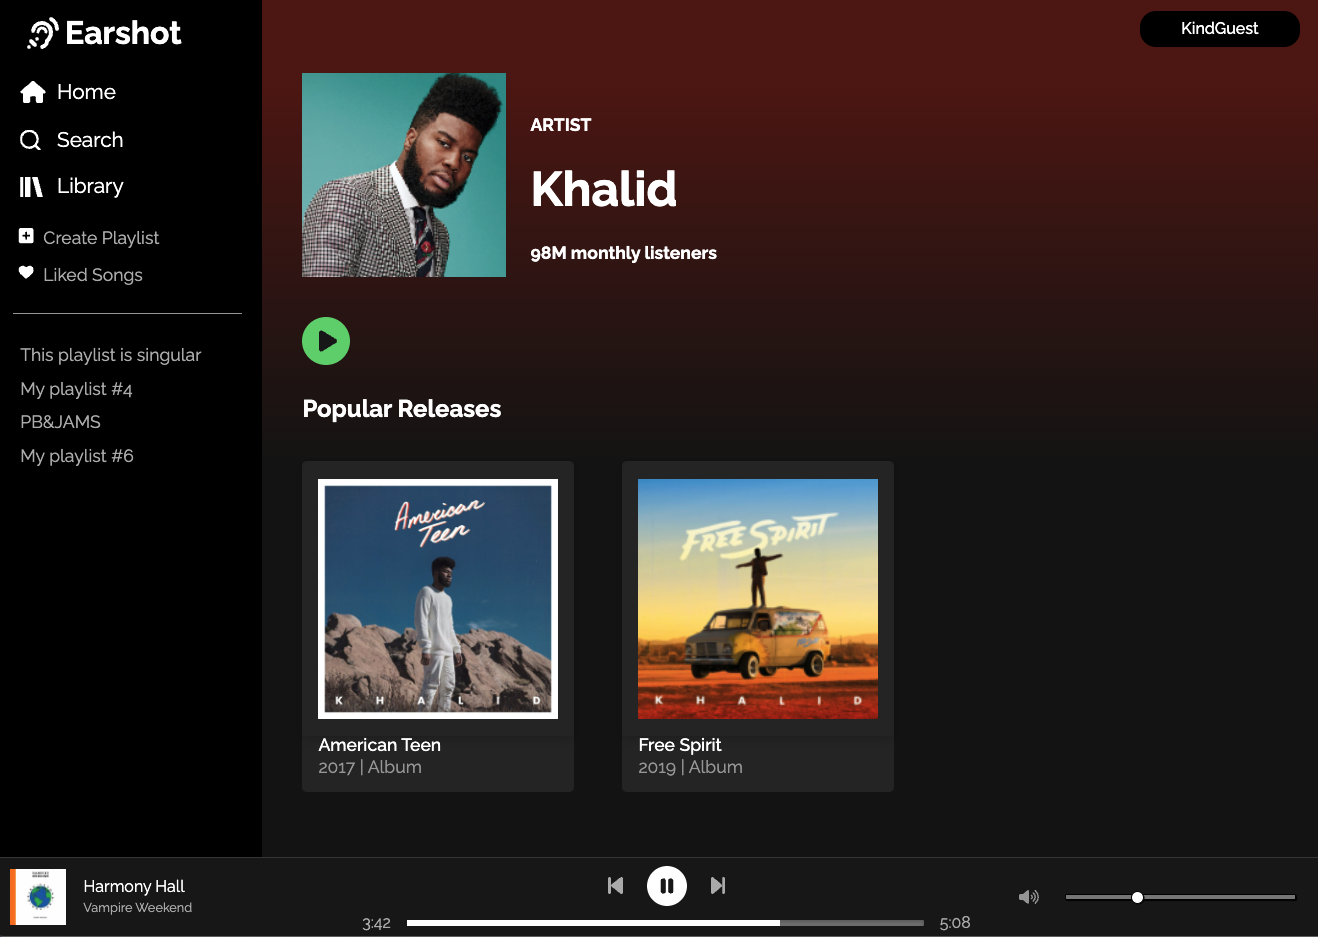 Earshot
Home
Search
Library
Create Playlist
Liked Songs
This playlist is singular
My playlist #4
PB&JAMS
My playlist #6
KindGuest
ARTIST
Khalid
98M monthly listeners
Popular Releases
American
Teen
KHALID
American Teen
2017 | Album
FREE SPIRIT
KHALID
Free Spirit
2019 | Album
Harmony Hall
Vampire Weekend
3:42
5:08